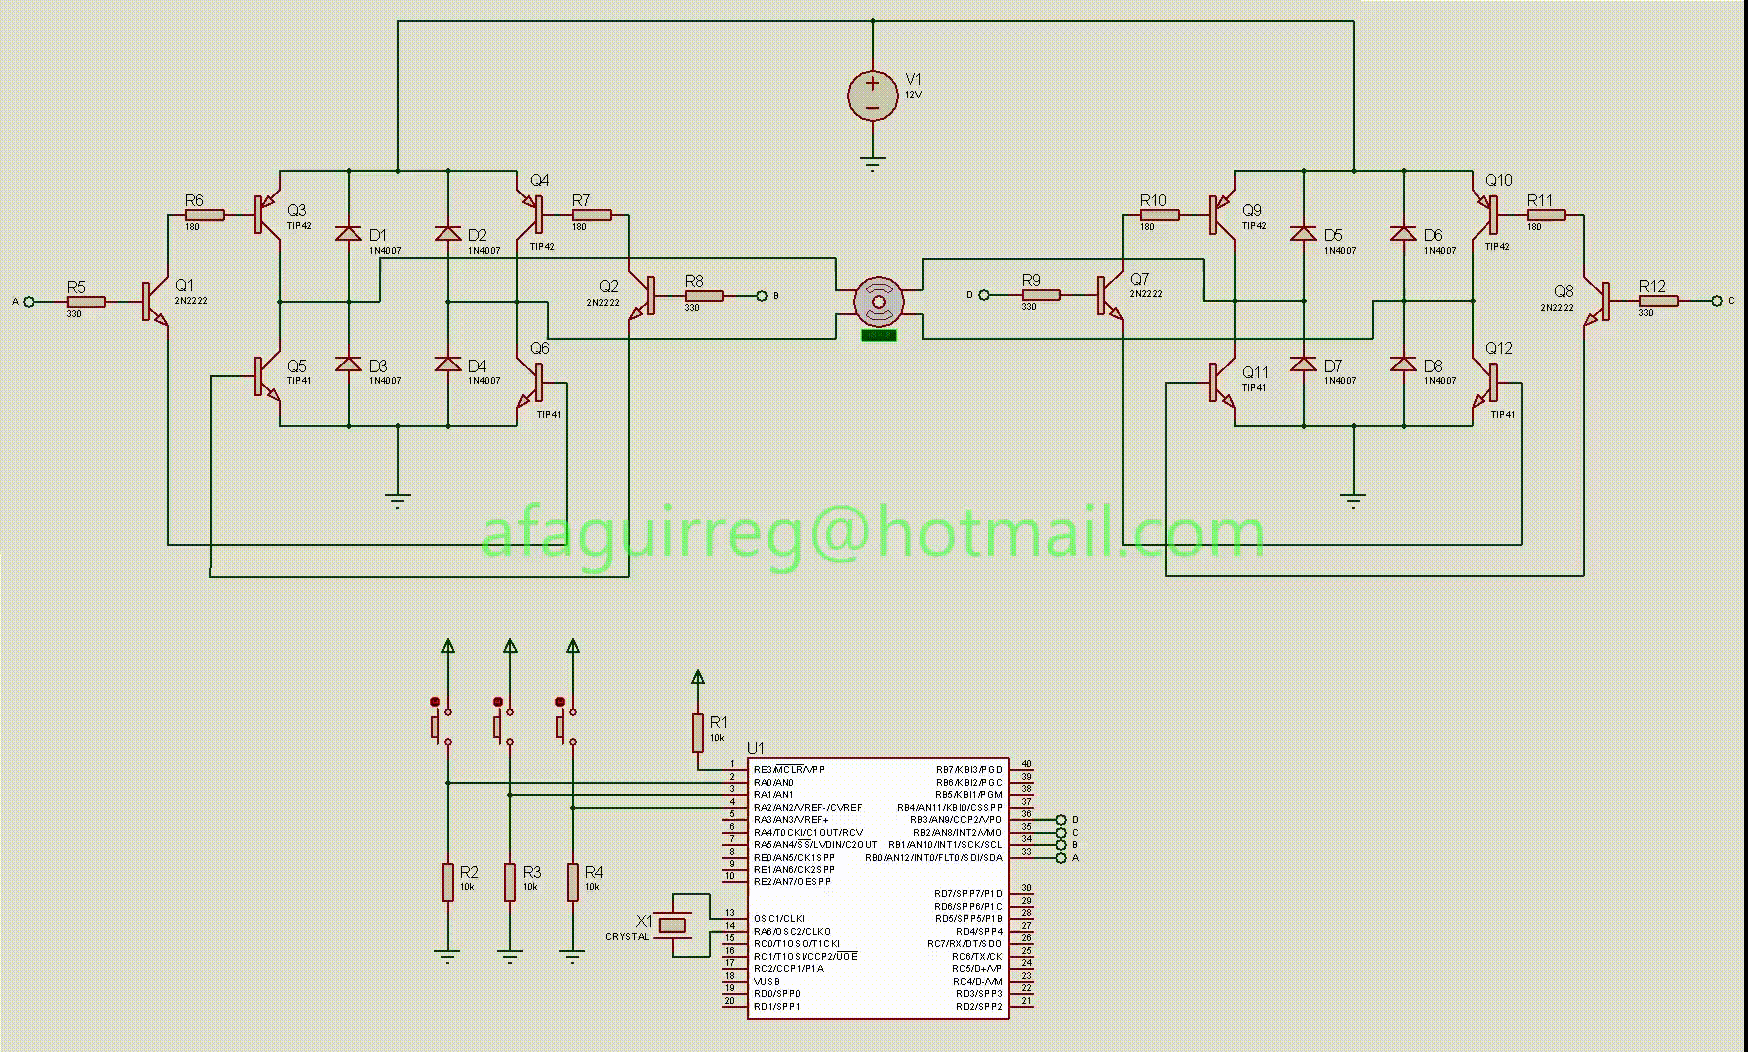 V1
12V
Q4
TIP42
R6
180
Q3
TIP42
R7
180
D1
1N4007
D2
1N4007
A
R5
330
Q1
2N2222
Q2
2N2222
R8
330
B
Q5
TIP41
D3
1N4007
D4
1N4007
Q6
TIP41
R10
180
Q9
TIP42
Q10
TIP42
R11
180
D5
1N4007
D6
1N4007
D
R9
330
Q7
2N2222
Q8
2N2222
R12
330
C
Q11
TIP41
D7
1N4007
D8
1N4007
Q12
TIP41
afaguirreg@hotmail.com
R1
10k
U1
R2
10k
R3
10k
R4
10k
X1
CRYSTAL
1 RE3/MCLR/VPP
2 RA0/AN0
3 RA1/AN1
4 RA2/AN2/VREF-/CVREF
5 RA3/AN3/VREF+
6 RA4/T0CKI/C1OUT/RCV
7 RA5/AN4/SS/LVDIN/C2OUT
8 RE0/AN5/CK1SPP
9 RE1/AN6/CK2SPP
10 RE2/AN7/OESPP
13 OSC1/CLKI
14 RA6/OSC2/CLKO
15 RC0/T1OSO/T1CKI
16 RC1/T1OSI/CCP2/UOE
17 RC2/CCP1/P1A
18 VUSB
19 RD0/SPP0
20 RD1/SPP1
RB7/KBI3/PGD 40
RB6/KBI2/PGC 39
RB5/KBI1/PGM 38
RB4/AN11/KBI0/CSSPP 37
RB3/AN9/CCP2/VPO 36 D
RB2/AN8/INT2/VMO 35 C
RB1/AN10/INT1/SCK/SCL 34 B
RB0/AN12/INT0/FLT0/SDI/SDA 33 A
RD7/SPP7/P1D 30
RD6/SPP6/P1C 29
RD5/SPP5/P1B 28
RD4/SPP4 27
RC7/RX/DT/SDO 26
RC6/TX/CK 25
RC5/D+/VP 24
RC4/D-/VM 23
RD3/SPP3 22
RD2/SPP2 21